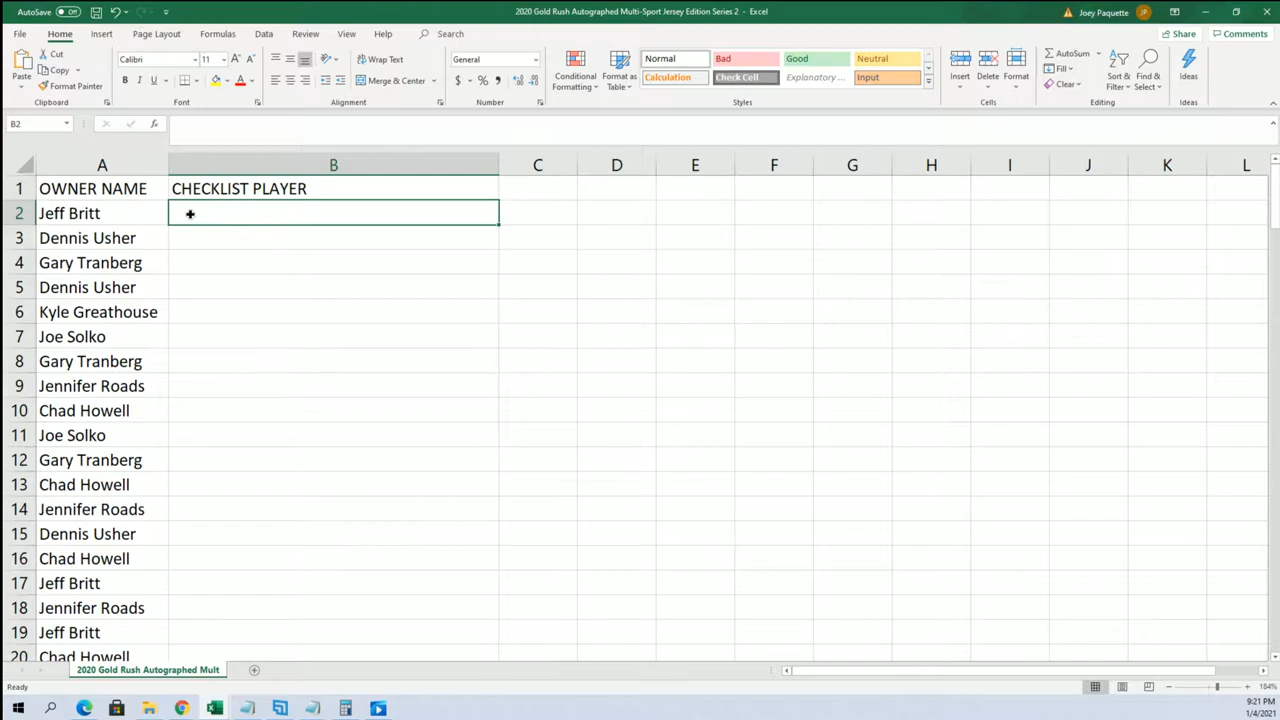 AutoSave Off
2020 Gold Rush Autographed Multi-Sport Jersey Edition Series 2 - Excel
Joey Paquette JP
File Home Insert Page Layout Formulas Data Review View Help Search Share Comments
Paste Cut Copy Format Painter Clipboard
Calibri 11 B I U Font
Wrap Text Merge & Center Alignment
General $ % Number
Conditional Formatting Format as Table
Normal Bad Good Neutral
Calculation Check Cell Explanatory ... Input
Styles
Insert Delete Format Cells
AutoSum Fill Clear Sort & Filter Find & Select Editing
Ideas Ideas
B2 fx
A B C D E F G H I J K L
1 OWNER NAME CHECKLIST PLAYER
2 Jeff Britt
3 Dennis Usher
4 Gary Tranberg
5 Dennis Usher
6 Kyle Greathouse
7 Joe Solko
8 Gary Tranberg
9 Jennifer Roads
10 Chad Howell
11 Joe Solko
12 Gary Tranberg
13 Chad Howell
14 Jennifer Roads
15 Dennis Usher
16 Chad Howell
17 Jeff Britt
18 Jennifer Roads
19 Jeff Britt
20 Chad Howell
2020 Gold Rush Autographed Mult
Ready 184%
9:21 PM
1/4/2021